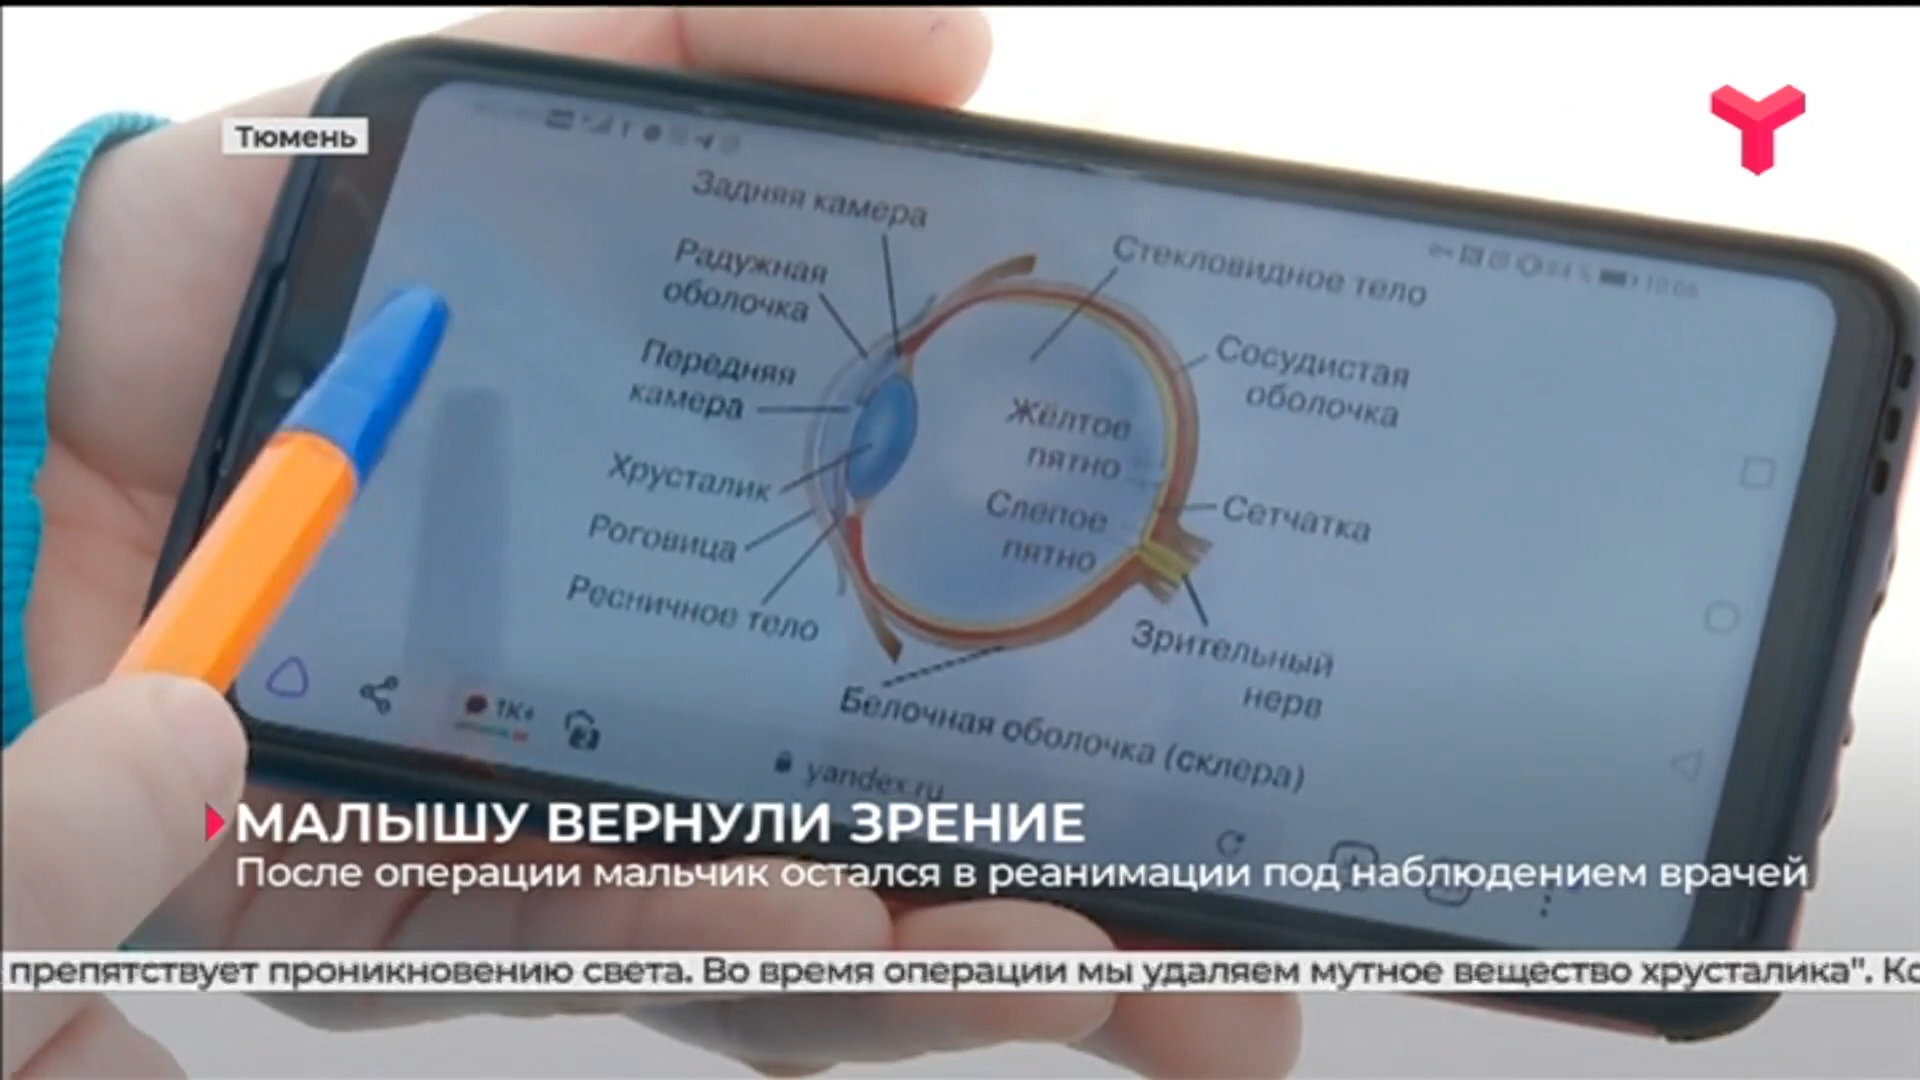 Тюмень
Задняя камера
Радужная
оболочка
Передняя
камера
Хрусталик
Роговица
Ресничное тело
Стекловидное тело
Сосудистая
оболочка
Жёлтое
пятно
Слепое
пятно
Сетчатка
Зрительный
нерв
Белочная оболочка (склера)
1K+
2
yandex.ru
МАЛЫШУ ВЕРНУЛИ ЗРЕНИЕ
После операции мальчик остался в реанимации под наблюдением врачей
препятствует проникновению света. Во время операции мы удаляем мутное вещество хрусталика". Ко